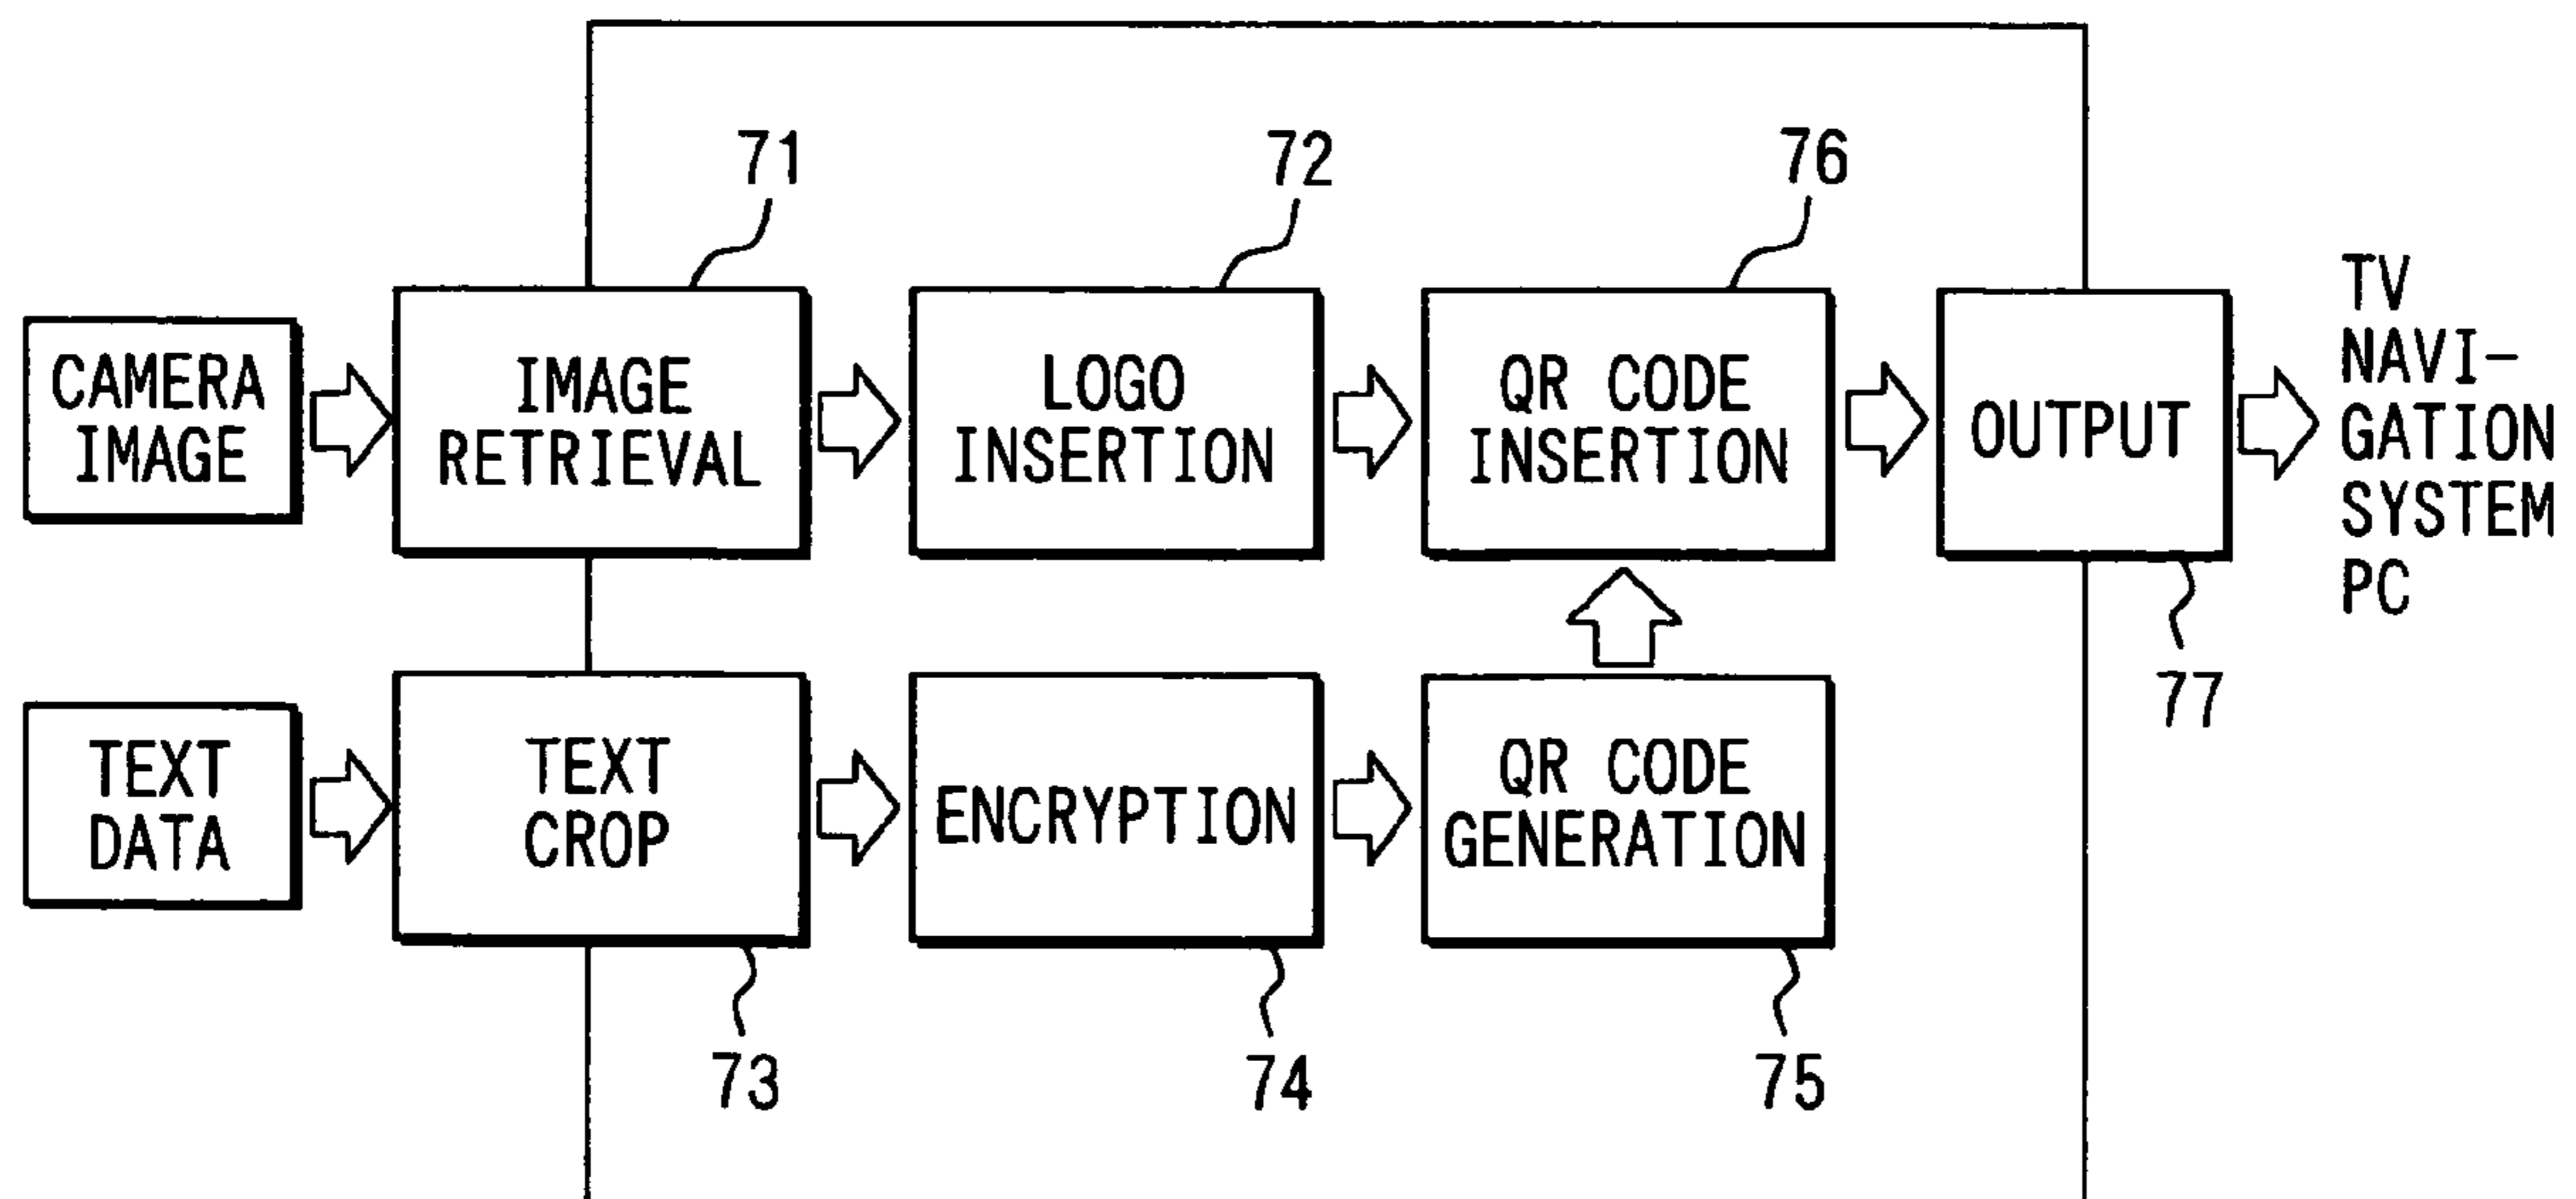 71
72
76
CAMERA
IMAGE
IMAGE
RETRIEVAL
LOGO
INSERTION
QR CODE
INSERTION
OUTPUT
TV
NAVI-
GATION
SYSTEM
PC
77
TEXT
DATA
TEXT
CROP
ENCRYPTION
QR CODE
GENERATION
73
74
75